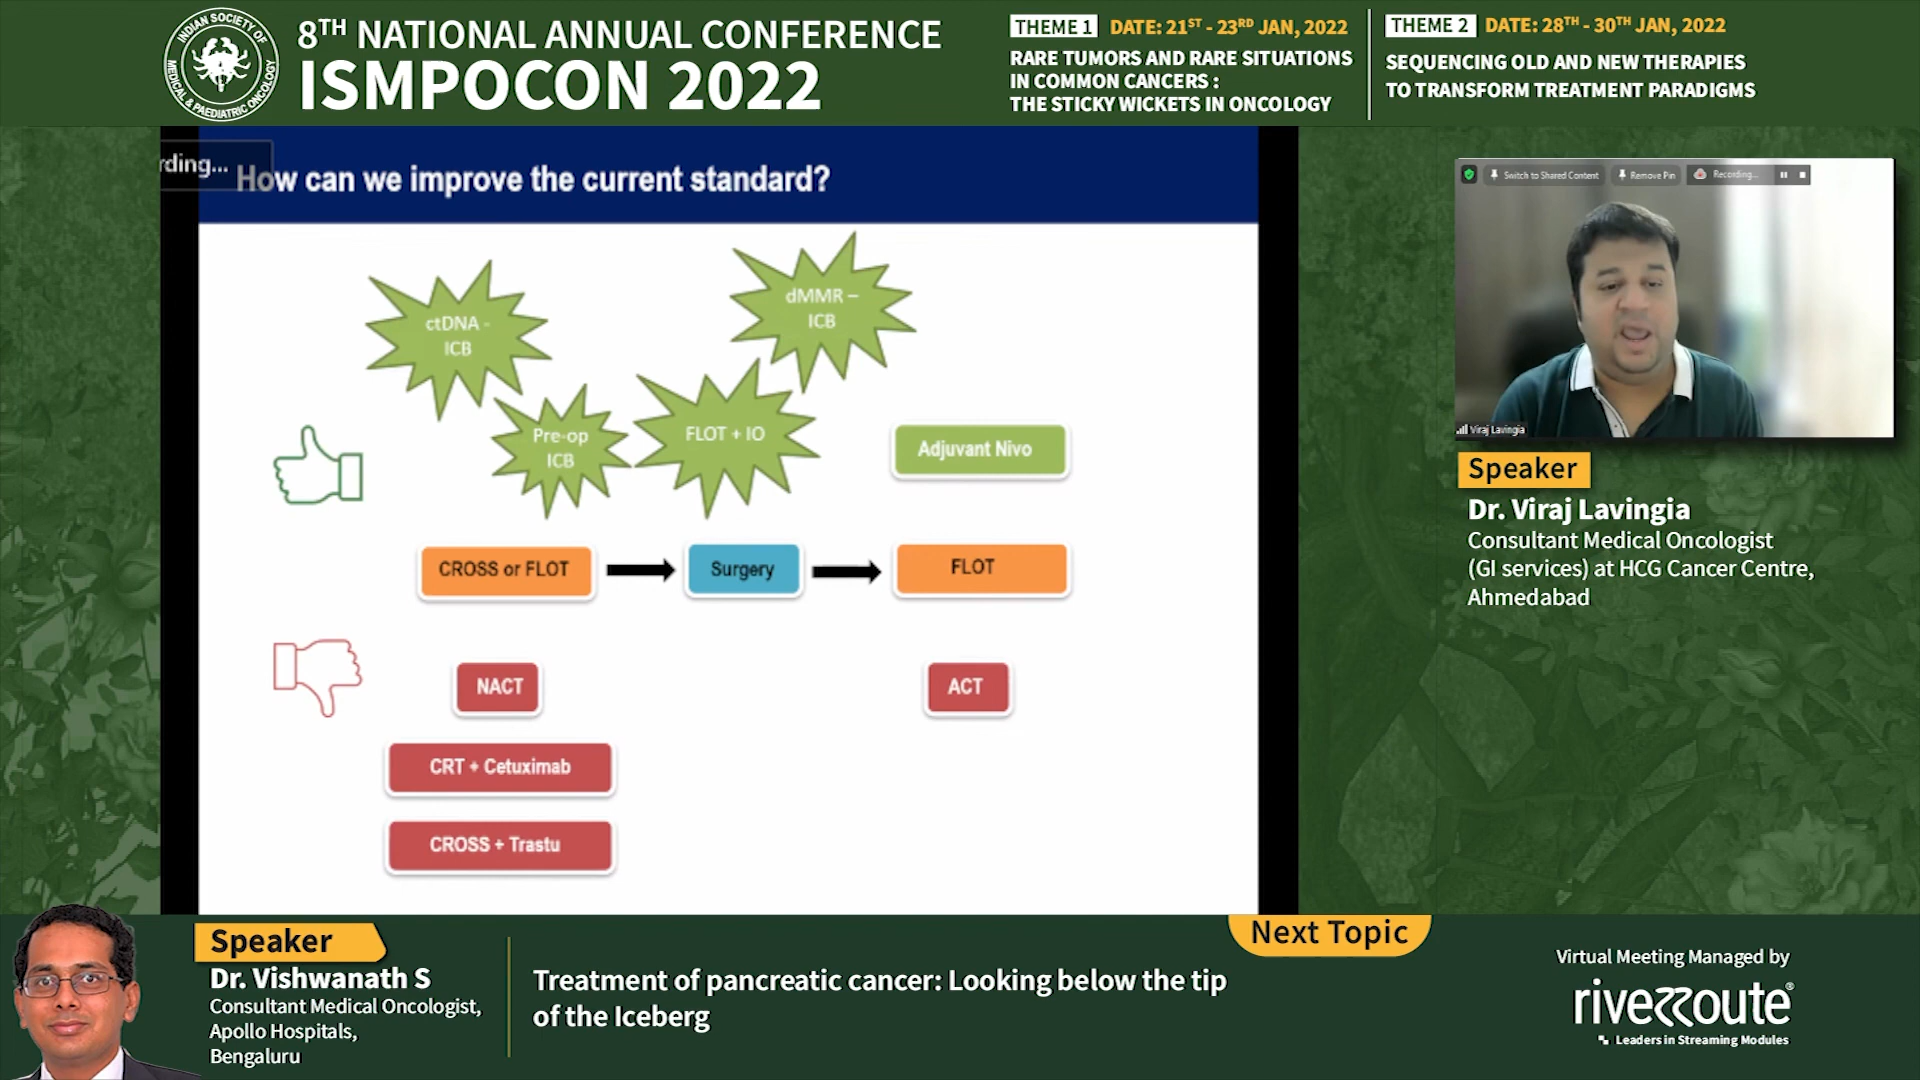 INDIAN SOCIETY OF
MEDICAL & PAEDIATRIC ONCOLOGY
8TH NATIONAL ANNUAL CONFERENCE
ISMPOCON 2022
THEME 1 DATE: 21ST - 23RD JAN, 2022
RARE TUMORS AND RARE SITUATIONS
IN COMMON CANCERS :
THE STICKY WICKETS IN ONCOLOGY
THEME 2 DATE: 28TH - 30TH JAN, 2022
SEQUENCING OLD AND NEW THERAPIES
TO TRANSFORM TREATMENT PARADIGMS
rding...
How can we improve the current standard?
ctDNA -
ICB
dMMR –
ICB
Pre-op
ICB
FLOT + IO
Adjuvant Nivo
CROSS or FLOT
Surgery
FLOT
NACT
ACT
CRT + Cetuximab
CROSS + Trastu
Switch to Shared Content
Remove Pin
Recording...
Viraj Lavingia
Speaker
Dr. Viraj Lavingia
Consultant Medical Oncologist
(GI services) at HCG Cancer Centre,
Ahmedabad
Speaker
Dr. Vishwanath S
Consultant Medical Oncologist,
Apollo Hospitals,
Bengaluru
Next Topic
Treatment of pancreatic cancer: Looking below the tip
of the Iceberg
Virtual Meeting Managed by
riverroute®
Leaders in Streaming Modules